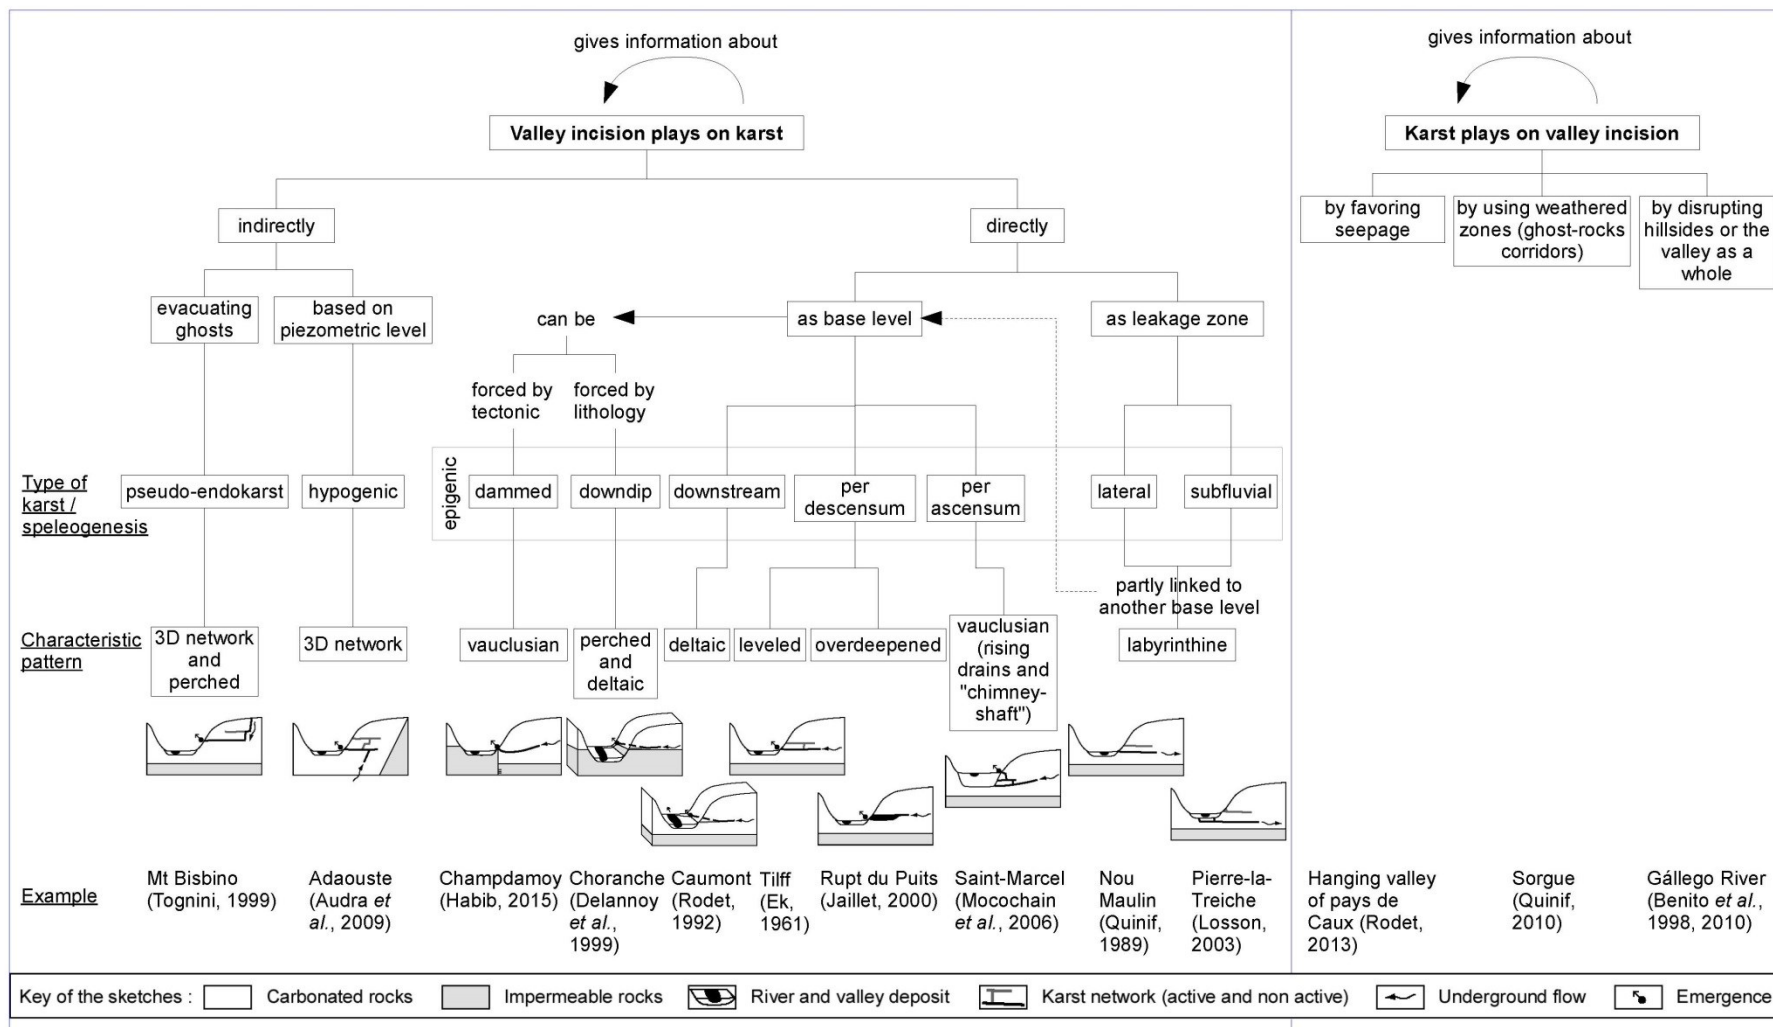 gives information about
gives information about
Valley incision plays on karst
Karst plays on valley incision
indirectly
directly
by favoring
seepage
by using weathered
zones (ghost-rocks
corridors)
by disrupting
hillsides or the
valley as a
whole
evacuating
ghosts
based on
piezometric level
can be
as base level
as leakage zone
forced by
tectonic
forced by
lithology
epigenic
Type of
karst /
speleogenesis
pseudo-endokarst
hypogenic
dammed
downdip
downstream
per
descensum
per
ascensum
lateral
subfluvial
partly linked to
another base level
Characteristic
pattern
3D network
and
perched
3D network
vauclusian
perched
and
deltaic
deltaic
leveled
overdeepened
vauclusian
(rising
drains and
"chimney-
shaft")
labyrinthine
Example
Mt Bisbino
(Tognini, 1999)
Adaouste
(Audra et
al., 2009)
Champdamoy
(Habib, 2015)
Choranche
(Delannoy
et al.,
1999)
Caumont
(Rodet,
1992)
Tilff
(Ek,
1961)
Rupt du Puits
(Jaillet, 2000)
Saint-Marcel
(Mocochain
et al., 2006)
Nou
Maulin
(Quinif,
1989)
Pierre-la-
Treiche
(Losson,
2003)
Hanging valley
of pays de
Caux (Rodet,
2013)
Sorgue
(Quinif,
2010)
Gállego River
(Benito et al.,
1998, 2010)
Key of the sketches :
Carbonated rocks
Impermeable rocks
River and valley deposit
Karst network (active and non active)
Underground flow
Emergence